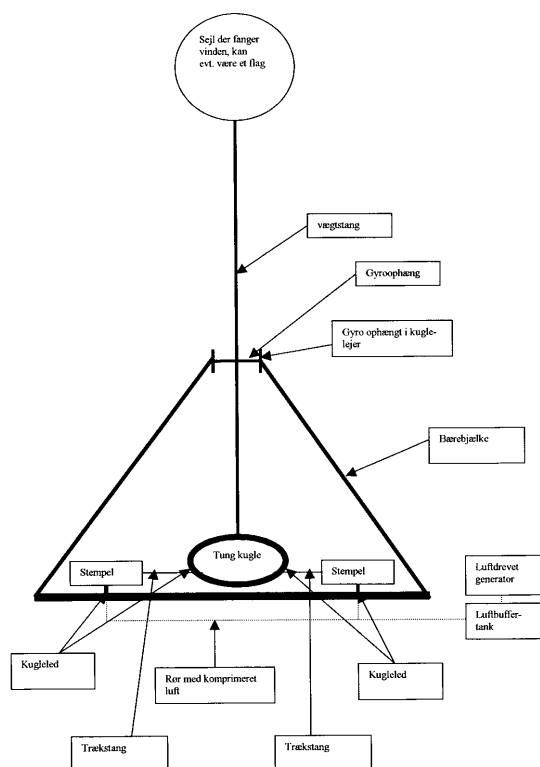 Sejl der fanger
vinden, kan
evt. være et flag
vægtstang
Gyroophæng
Gyro ophængt i kugle-
lejer
Bærebjælke
Tung kugle
Stempel
Stempel
Luftdrevet
generator
Luftbuffer-
tank
Kugleled
Rør med komprimeret
luft
Kugleled
Trækstang
Trækstang